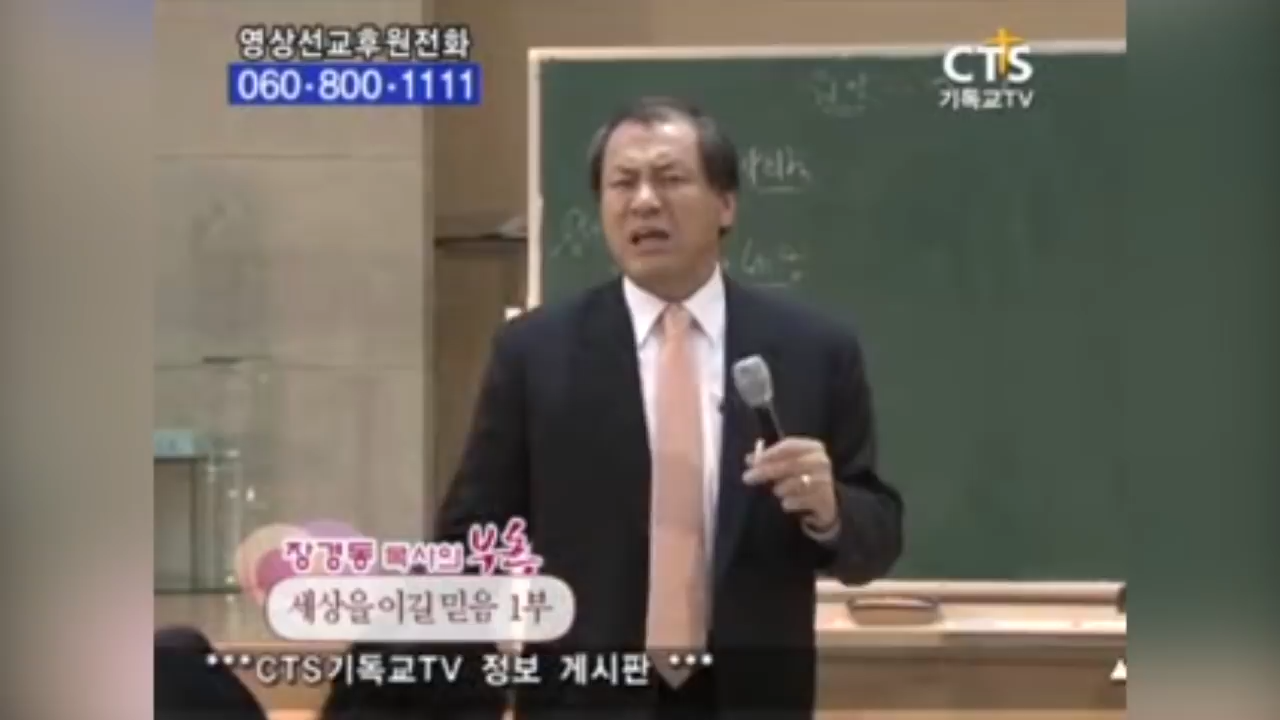 영상선교후원전화
060·800·1111
CTS
기독교TV
장경동 목사의 부흥
세상을 이길 믿음 1부
***CTS기독교TV 정보 게시판 ***